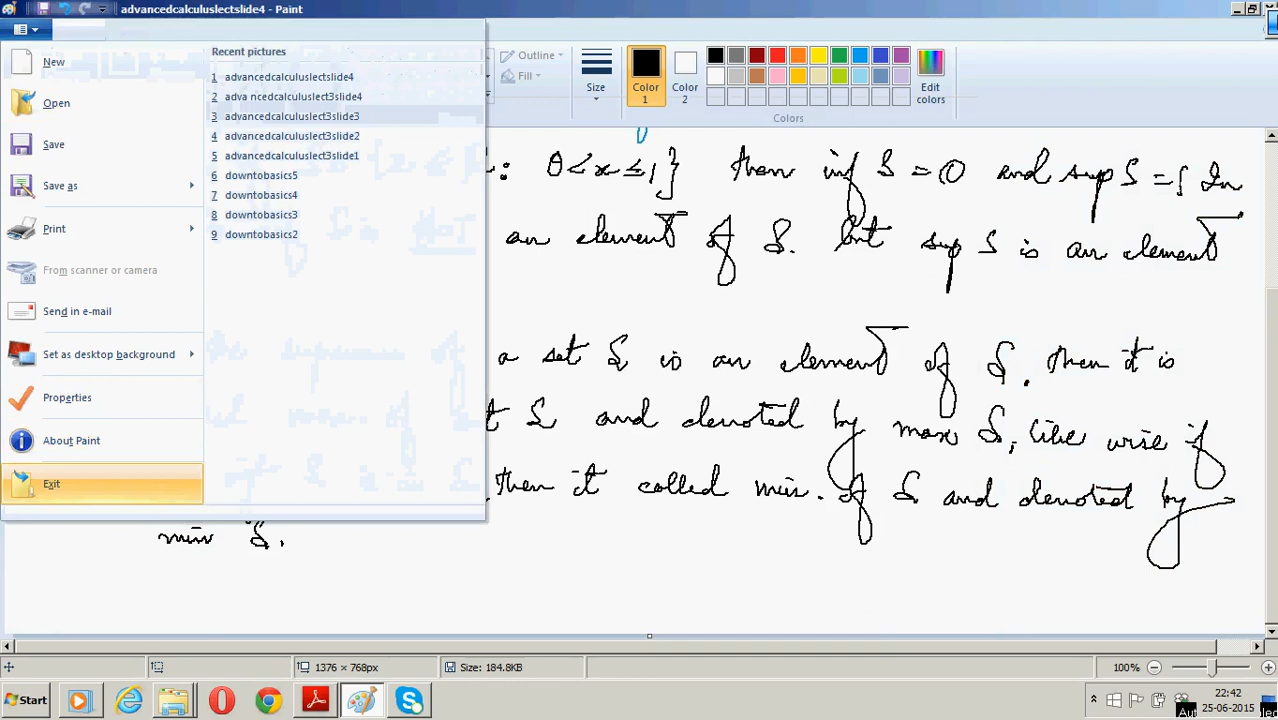 advancedcalculuslectslide4 - Paint
New
Open
Save
Save as
Print
From scanner or camera
Send in e-mail
Set as desktop background
Properties
About Paint
Exit
Recent pictures
1 advancedcalculuslectslide4
2 adva ncedcalculuslect3slide4
3 advancedcalculuslect3slide3
4 advancedcalculuslect3slide2
5 advancedcalculuslect3slide1
6 downtobasics5
7 downtobasics4
8 downtobasics3
9 downtobasics2
Outline
Fill
Size
Color 1
Color 2
Edit colors
Colors
: 0<x≤1} then inf S = 0 and sup S = 1 In
an element of S. but sup S is an element
a set S is an element of S. then it is
t S and denoted by max S, like wise if
then it called min. of S and denoted by
min S.
1376 × 768px
Size: 184.8KB
100%
Start
22:42
25-06-2015